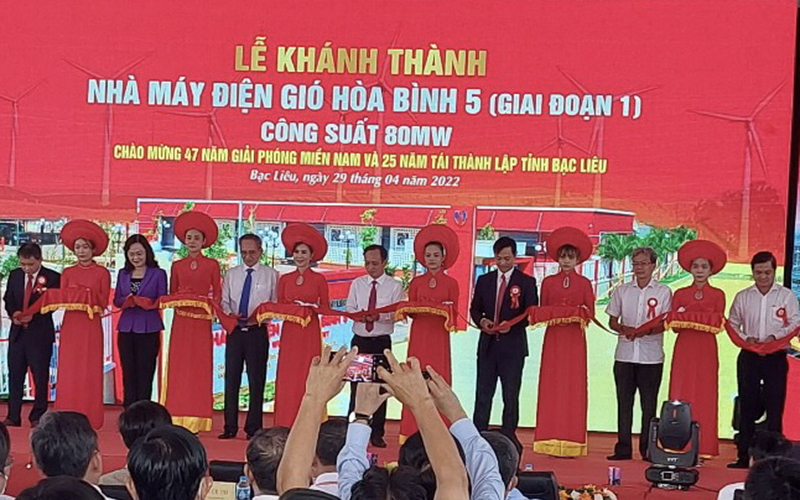 LỄ KHÁNH THÀNH
NHÀ MÁY ĐIỆN GIÓ HÒA BÌNH 5 (GIAI ĐOẠN 1)
CÔNG SUẤT 80MW
CHÀO MỪNG 47 NĂM GIẢI PHÓNG MIỀN NAM VÀ 25 NĂM TÁI THÀNH LẬP TỈNH BẠC LIÊU
Bạc Liêu, ngày 29 tháng 04 năm 2022